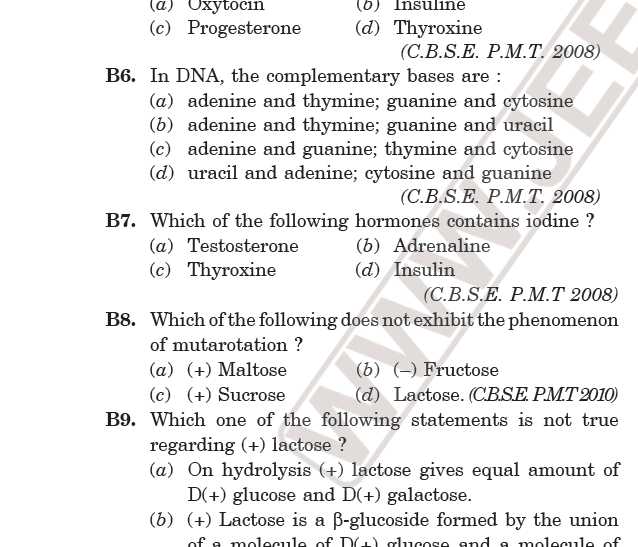 (a) Oxytocin (b) Insuline
(c) Progesterone (d) Thyroxine
(C.B.S.E. P.M.T. 2008)
B6. In DNA, the complementary bases are :
(a) adenine and thymine; guanine and cytosine
(b) adenine and thymine; guanine and uracil
(c) adenine and guanine; thymine and cytosine
(d) uracil and adenine; cytosine and guanine
(C.B.S.E. P.M.T. 2008)
B7. Which of the following hormones contains iodine ?
(a) Testosterone (b) Adrenaline
(c) Thyroxine (d) Insulin
(C.B.S.E. P.M.T 2008)
B8. Which of the following does not exhibit the phenomenon
of mutarotation ?
(a) (+) Maltose (b) (–) Fructose
(c) (+) Sucrose (d) Lactose. (C.B.S.E. P.M.T 2010)
B9. Which one of the following statements is not true
regarding (+) lactose ?
(a) On hydrolysis (+) lactose gives equal amount of
D(+) glucose and D(+) galactose.
(b) (+) Lactose is a β-glucoside formed by the union
of a molecule of D(+) glucose and a molecule of
WWW.JEE